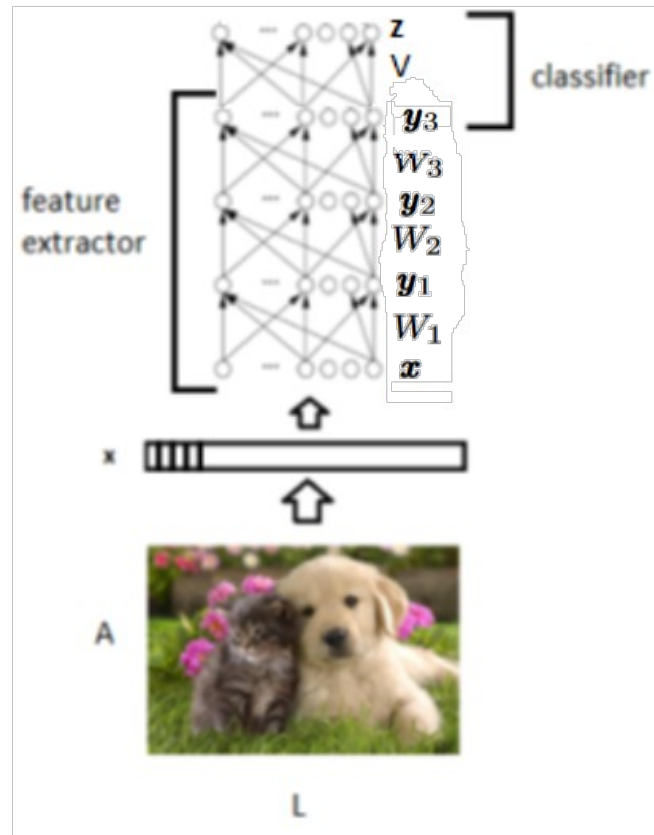 z
V
classifier
y3
W3
feature
extractor
y2
W2
y1
W1
x
x
A
L